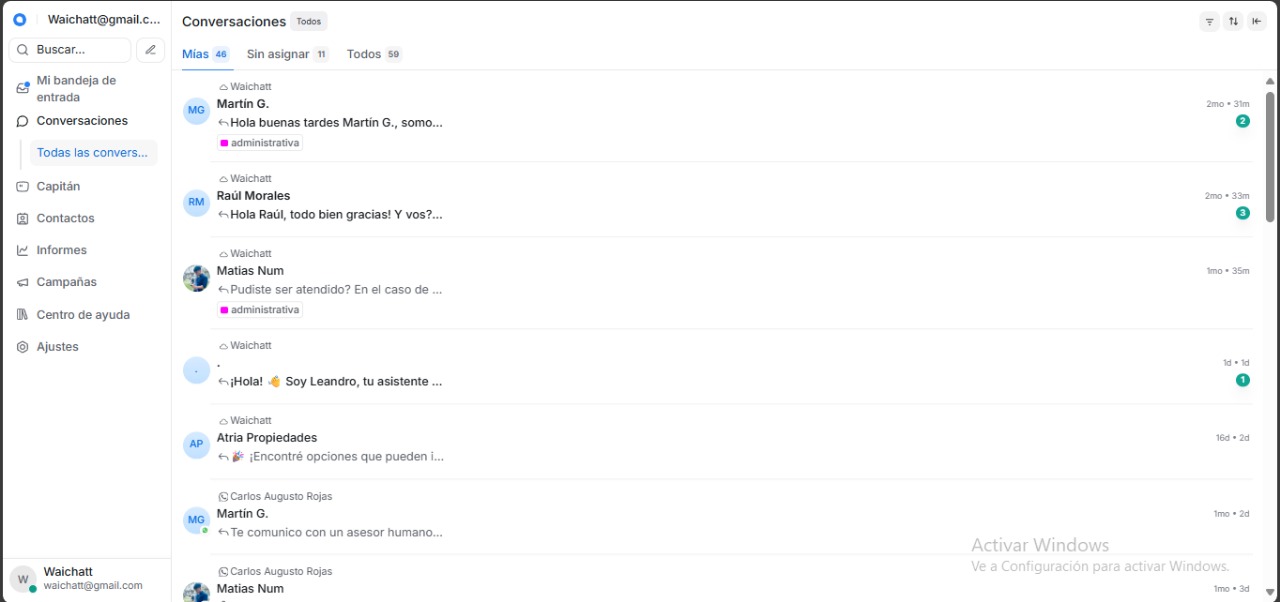 Waichatt@gmail.c...
Buscar...
Mi bandeja de
entrada
Conversaciones
Todas las convers...
Capitán
Contactos
Informes
Campañas
Centro de ayuda
Ajustes
W
Waichatt
waichatt@gmail.com
Conversaciones Todos
Mías 46 Sin asignar 11 Todos 59
Waichatt
MG Martín G. 2mo • 31m
Hola buenas tardes Martín G., somo... 2
administrativa
Waichatt
RM Raúl Morales 2mo • 33m
Hola Raúl, todo bien gracias! Y vos?... 3
Waichatt
Matias Num 1mo • 35m
Pudiste ser atendido? En el caso de ...
administrativa
Waichatt
. . 1d • 1d
¡Hola! 👋 Soy Leandro, tu asistente ... 1
Waichatt
AP Atria Propiedades 16d • 2d
🎉 ¡Encontré opciones que pueden i...
Carlos Augusto Rojas
MG Martín G. 1mo • 2d
Te comunico con un asesor humano...
Carlos Augusto Rojas
Matias Num 1mo • 3d
Activar Windows
Ve a Configuración para activar Windows.